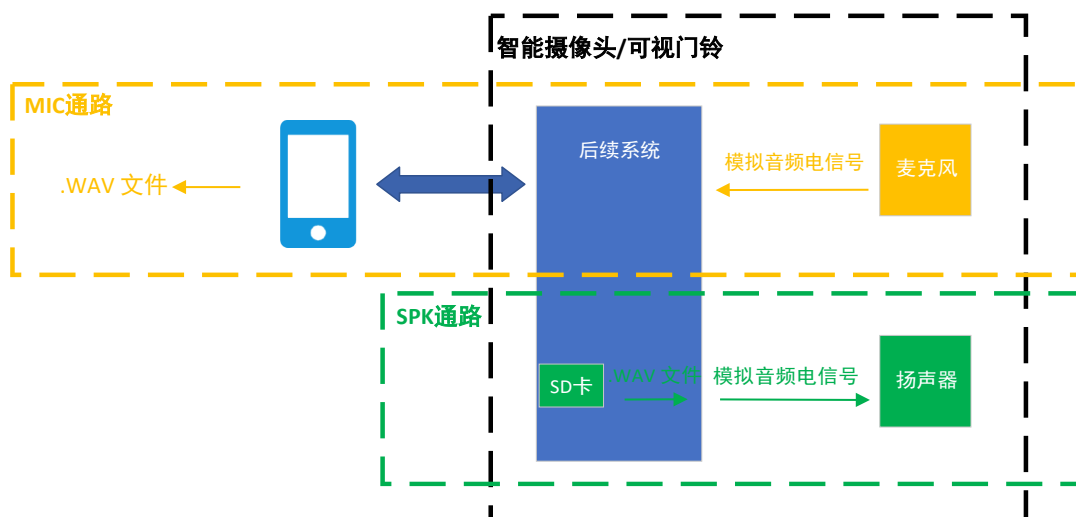 智能摄像头/可视门铃
MIC通路
后续系统
模拟音频电信号
麦克风
.WAV 文件
SPK通路
SD卡
.WAV 文件
模拟音频电信号
扬声器